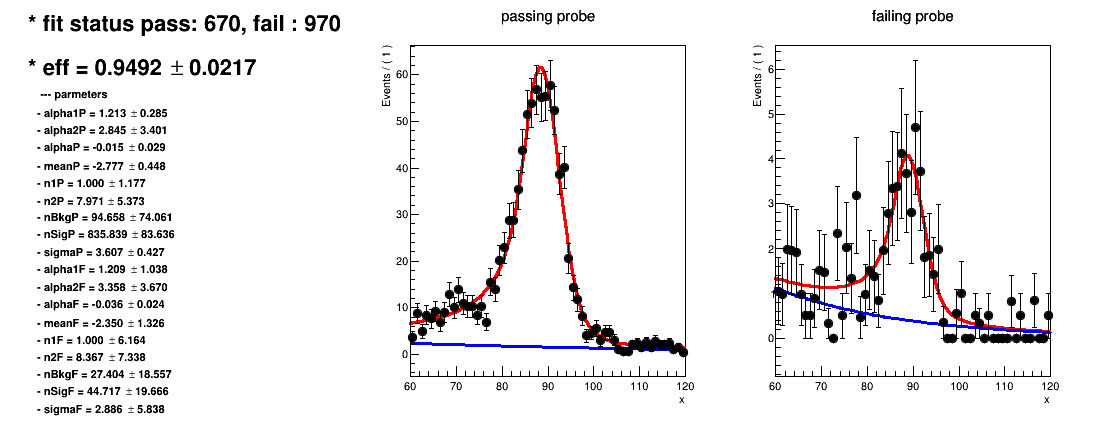 * fit status pass: 670, fail : 970
* eff = 0.9492 ± 0.0217
--- parmeters
- alpha1P = 1.213 ± 0.285
- alpha2P = 2.845 ± 3.401
- alphaP = -0.015 ± 0.029
- meanP = -2.777 ± 0.448
- n1P = 1.000 ± 1.177
- n2P = 7.971 ± 5.373
- nBkgP = 94.658 ± 74.061
- nSigP = 835.839 ± 83.636
- sigmaP = 3.607 ± 0.427
- alpha1F = 1.209 ± 1.038
- alpha2F = 3.358 ± 3.670
- alphaF = -0.036 ± 0.024
- meanF = -2.350 ± 1.326
- n1F = 1.000 ± 6.164
- n2F = 8.367 ± 7.338
- nBkgF = 27.404 ± 18.557
- nSigF = 44.717 ± 19.666
- sigmaF = 2.886 ± 5.838
passing probe
Events / ( 1 )
60
50
40
30
20
10
0
60 70 80 90 100 110 120
x
failing probe
Events / ( 1 )
6
5
4
3
2
1
0
60 70 80 90 100 110 120
x